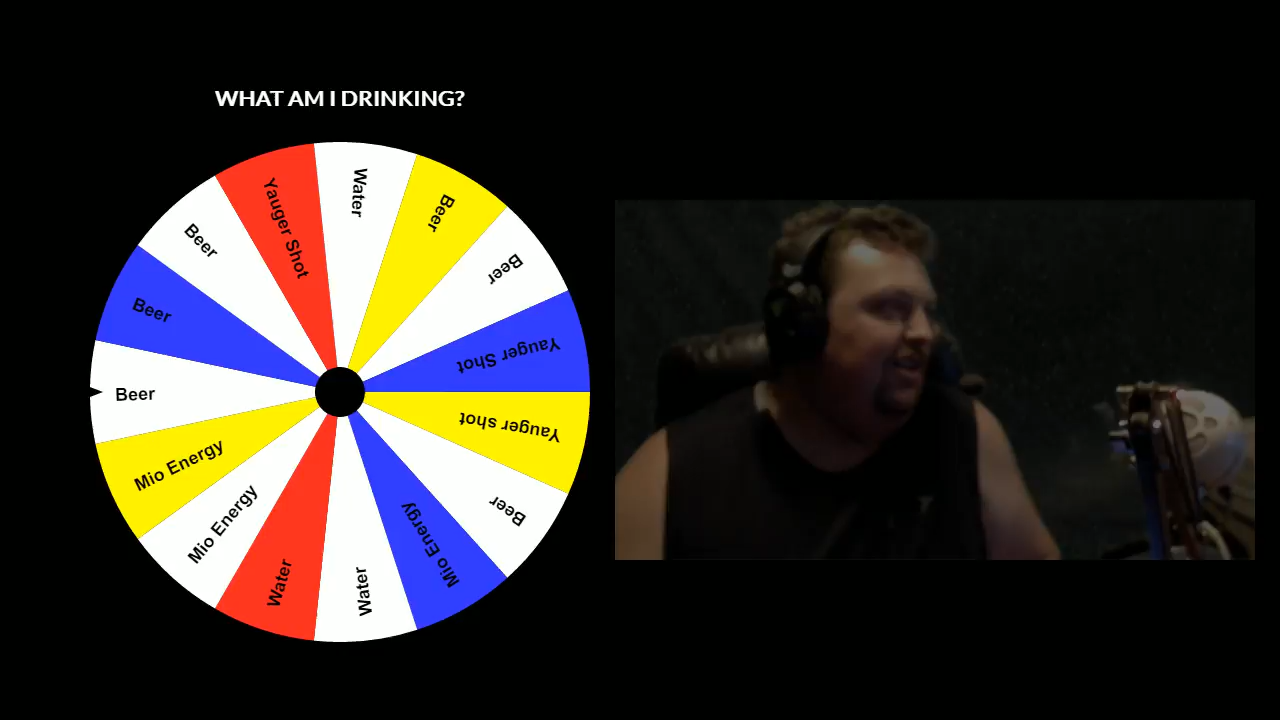 WHAT AM I DRINKING?
Water
Beer
Beer
Yauger Shot
Yauger shot
Beer
Mio Energy
Water
Water
Mio Energy
Mio Energy
Beer
Beer
Beer
Yauger Shot